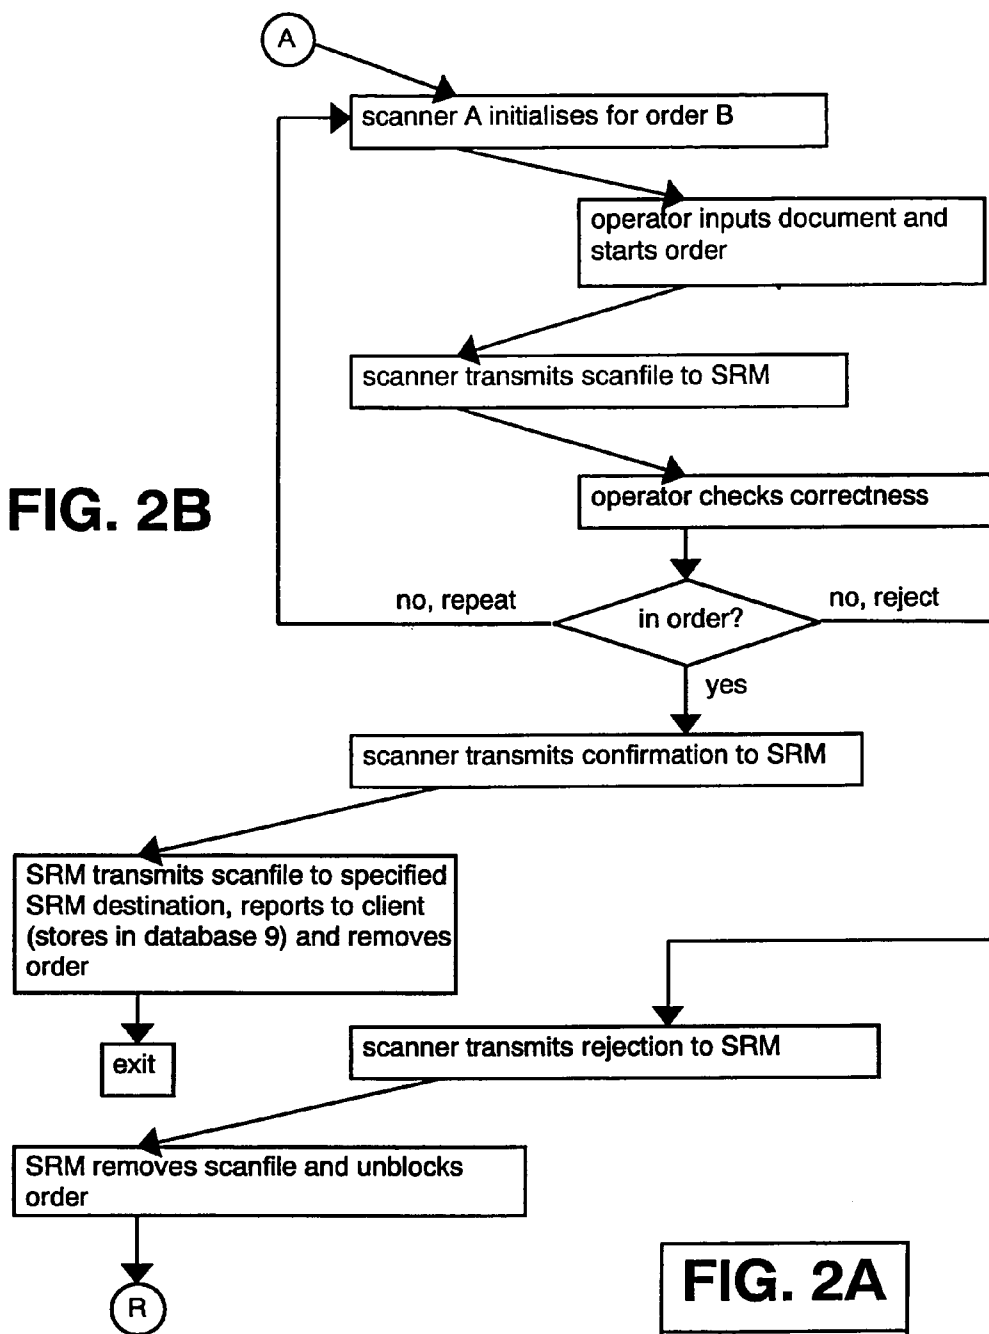 A
scanner A initialises for order B
operator inputs document and
starts order
scanner transmits scanfile to SRM
operator checks correctness
FIG. 2B
no, repeat
in order?
no, reject
yes
scanner transmits confirmation to SRM
SRM transmits scanfile to specified
SRM destination, reports to client
(stores in database 9) and removes
order
exit
scanner transmits rejection to SRM
SRM removes scanfile and unblocks
order
R
FIG. 2A